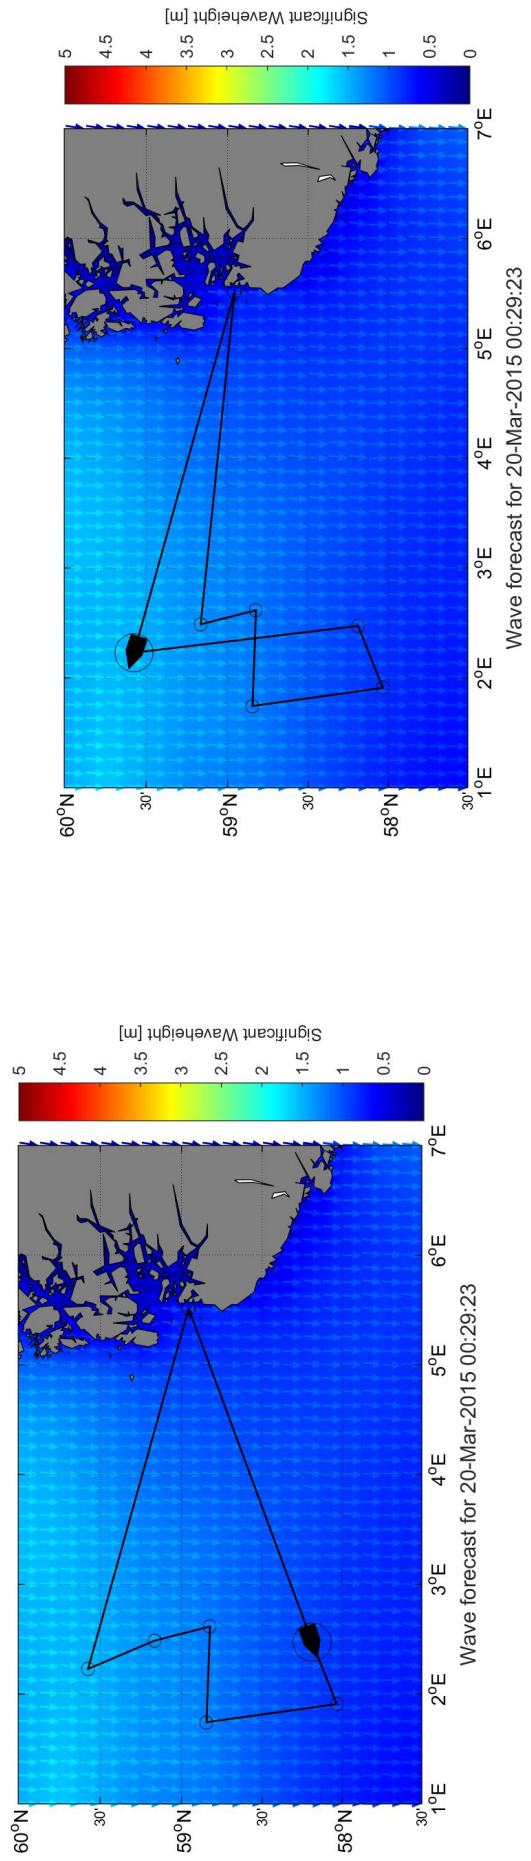 60°N
30'
59°N
30'
58°N
30'
1°E 2°E 3°E 4°E 5°E 6°E 7°E
Wave forecast for 20-Mar-2015 00:29:23
5
4.5
4
3.5
3
2.5
2
1.5
1
0.5
0
Significant Waveheight [m]
60°N
30'
59°N
30'
58°N
30'
1°E 2°E 3°E 4°E 5°E 6°E 7°E
Wave forecast for 20-Mar-2015 00:29:23
5
4.5
4
3.5
3
2.5
2
1.5
1
0.5
0
Significant Waveheight [m]